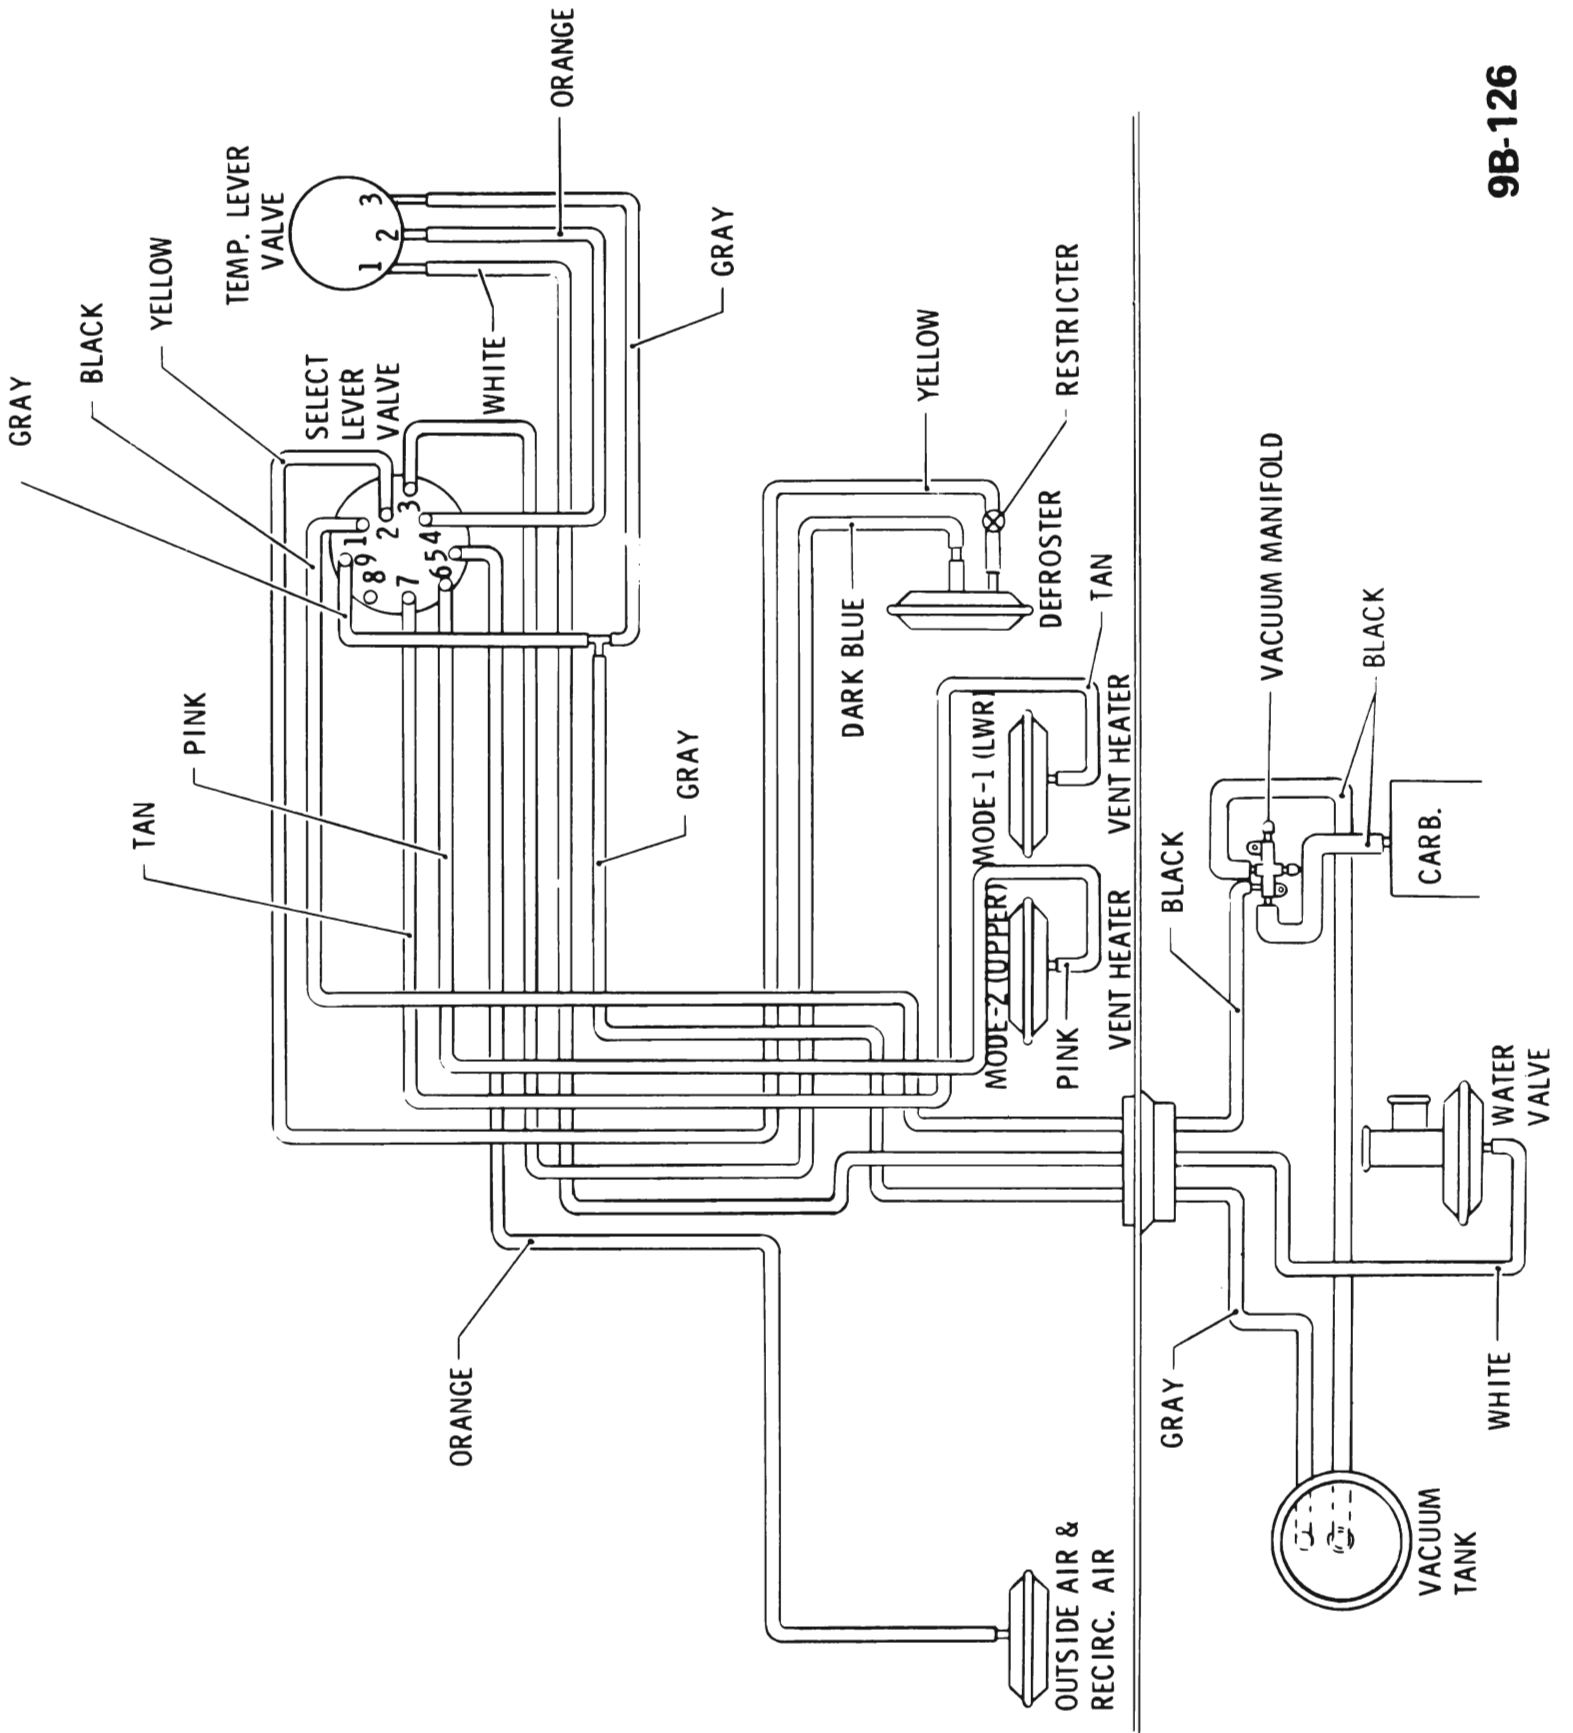 GRAY
BLACK
YELLOW
TEMP. LEVER
VALVE
1
2
3
ORANGE
SELECT
LEVER
VALVE
WHITE
GRAY
1
2
3
4
5
6
7
8
9
TAN
PINK
GRAY
ORANGE
YELLOW
RESTRICTER
DARK BLUE
DEFROSTER
TAN
MODE-1 (LWR)
VENT HEATER
MODE-2 (UPPER)
VENT HEATER
PINK
OUTSIDE AIR &
RECIRC. AIR
VACUUM MANIFOLD
BLACK
BLACK
CARB.
WATER
VALVE
GRAY
WHITE
VACUUM
TANK
9B-126